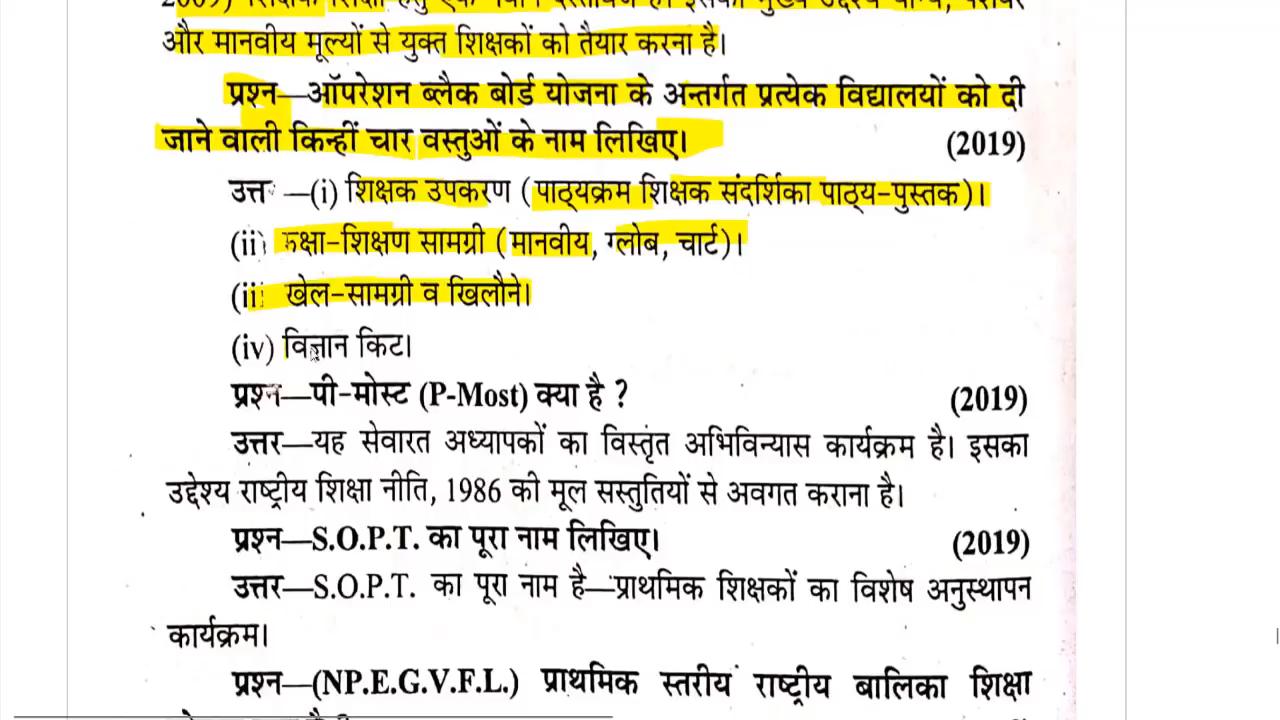 और मानवीय मूल्यों से युक्त शिक्षकों को तैयार करना है।
प्रश्न—ऑपरेशन ब्लैक बोर्ड योजना के अन्तर्गत प्रत्येक विद्यालयों को दी
जाने वाली किन्हीं चार वस्तुओं के नाम लिखिए। (2019)
—(i) शिक्षक उपकरण (पाठ्यक्रम शिक्षक संदर्शिका पाठ्य-पुस्तक)।
(ii) कक्षा-शिक्षण सामग्री (मानवीय, ग्लोब, चार्ट)।
खेल-सामग्री व खिलौने।
(iv) विज्ञान किट।
प्रश्न—पी-मोस्ट (P-Most) क्या है ? (2019)
उत्तर—यह सेवारत अध्यापकों का विस्तृत अभिविन्यास कार्यक्रम है। इसका
उद्देश्य राष्ट्रीय शिक्षा नीति, 1986 की मूल सस्तुतियों से अवगत कराना है।
प्रश्न—S.O.P.T. का पूरा नाम लिखिए। (2019)
उत्तर—S.O.P.T. का पूरा नाम है—प्राथमिक शिक्षकों का विशेष अनुस्थापन
कार्यक्रम।
प्रश्न—(NP.E.G.V.F.L.) प्राथमिक स्तरीय राष्ट्रीय बालिका शिक्षा